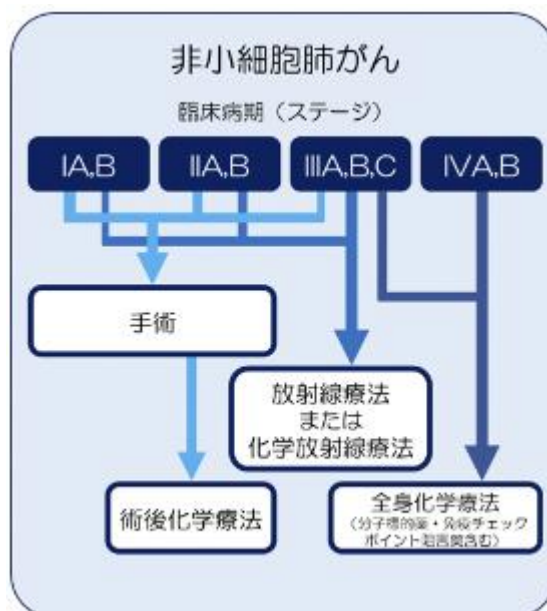 非小細胞肺がん
臨床病期（ステージ）
IA,B
IIA,B
IIIA,B,C
IVA,B
手術
放射線療法
または
化学放射線療法
術後化学療法
全身化学療法
（分子標的薬・免疫チェック
ポイント阻害薬含む）